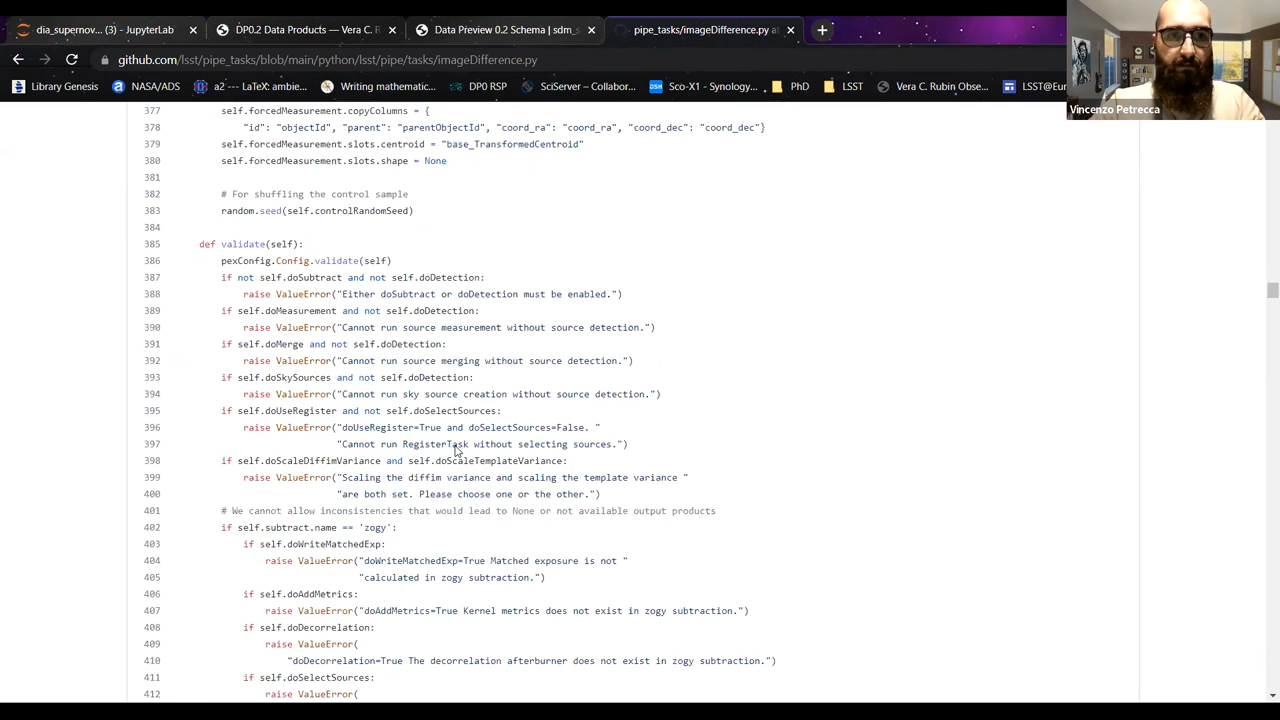 dia_supernov... (3) - JupyterLab
DP0.2 Data Products — Vera C. R
Data Preview 0.2 Schema | sdm_s
pipe_tasks/imageDifference.py at
github.com/lsst/pipe_tasks/blob/main/python/lsst/pipe/tasks/imageDifference.py
Library Genesis
NASA/ADS
a2 --- LaTeX: ambie...
Writing mathematic...
DP0 RSP
SciServer – Collabor...
Sco-X1 - Synology...
PhD
LSST
Vera C. Rubin Obse...
LSST@Eur
Vincenzo Petrecca
377 self.forcedMeasurement.copyColumns = {
378 "id": "objectId", "parent": "parentObjectId", "coord_ra": "coord_ra", "coord_dec": "coord_dec"}
379 self.forcedMeasurement.slots.centroid = "base_TransformedCentroid"
380 self.forcedMeasurement.slots.shape = None
381
382 # For shuffling the control sample
383 random.seed(self.controlRandomSeed)
384
385 def validate(self):
386 pexConfig.Config.validate(self)
387 if not self.doSubtract and not self.doDetection:
388 raise ValueError("Either doSubtract or doDetection must be enabled.")
389 if self.doMeasurement and not self.doDetection:
390 raise ValueError("Cannot run source measurement without source detection.")
391 if self.doMerge and not self.doDetection:
392 raise ValueError("Cannot run source merging without source detection.")
393 if self.doSkySources and not self.doDetection:
394 raise ValueError("Cannot run sky source creation without source detection.")
395 if self.doUseRegister and not self.doSelectSources:
396 raise ValueError("doUseRegister=True and doSelectSources=False. "
397 "Cannot run RegisterTask without selecting sources.")
398 if self.doScaleDiffimVariance and self.doScaleTemplateVariance:
399 raise ValueError("Scaling the diffim variance and scaling the template variance "
400 "are both set. Please choose one or the other.")
401 # We cannot allow inconsistencies that would lead to None or not available output products
402 if self.subtract.name == 'zogy':
403 if self.doWriteMatchedExp:
404 raise ValueError("doWriteMatchedExp=True Matched exposure is not "
405 "calculated in zogy subtraction.")
406 if self.doAddMetrics:
407 raise ValueError("doAddMetrics=True Kernel metrics does not exist in zogy subtraction.")
408 if self.doDecorrelation:
409 raise ValueError(
410 "doDecorrelation=True The decorrelation afterburner does not exist in zogy subtraction.")
411 if self.doSelectSources:
412 raise ValueError(